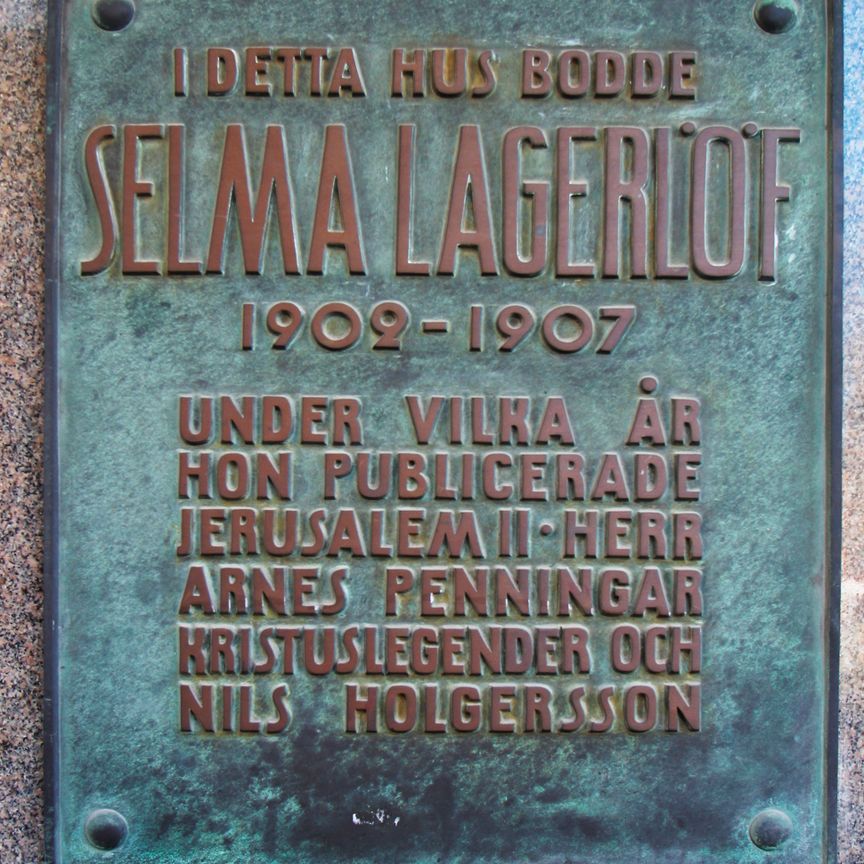 I DETTA HUS BODDE
SELMA LAGERLÖF
1902-1907
UNDER VILKA ÅR
HON PUBLICERADE
JERUSALEM II · HERR
ARNES PENNINGAR
KRISTUSLEGENDER OCH
NILS HOLGERSSON